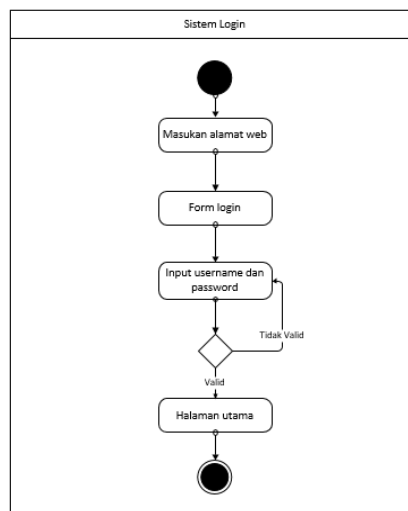 Sistem Login
Masukan alamat web
Form login
Input username dan
password
Tidak Valid
Valid
Halaman utama